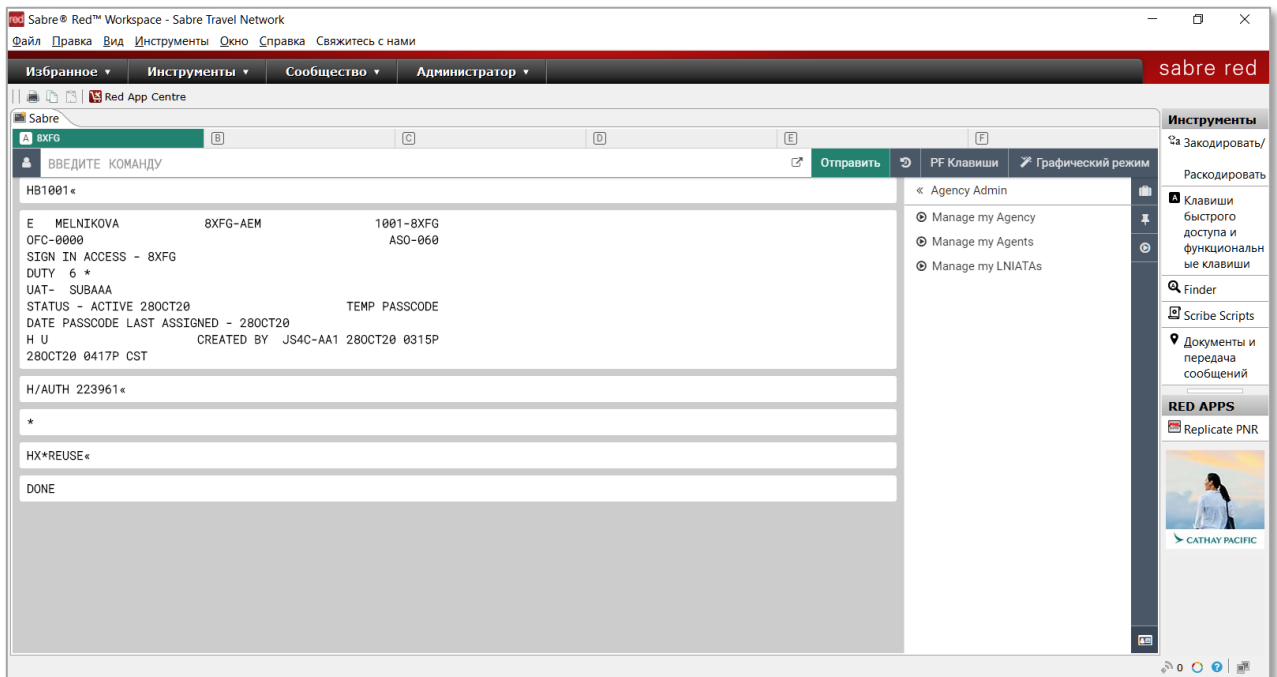 red Sabre® Red™ Workspace - Sabre Travel Network
Файл Правка Вид Инструменты Окно Справка Свяжитесь с нами
Избранное Инструменты Сообщество Администратор sabre red
Red App Centre
Sabre
A 8XFG B C D E F
ВВЕДИТЕ КОМАНДУ Отправить PF Клавиши Графический режим
HB1001«
E MELNIKOVA 8XFG-AEM 1001-8XFG
OFC-0000 ASO-060
SIGN IN ACCESS - 8XFG
DUTY 6 *
UAT- SUBAAA
STATUS - ACTIVE 28OCT20 TEMP PASSCODE
DATE PASSCODE LAST ASSIGNED - 28OCT20
H U CREATED BY JS4C-AA1 28OCT20 0315P
28OCT20 0417P CST
H/AUTH 223961«
*
HX*REUSE«
DONE
« Agency Admin
Manage my Agency
Manage my Agents
Manage my LNIATAs
Инструменты
Закодировать/
Раскодировать
Клавиши
быстрого
доступа и
функциональн
ые клавиши
Finder
Scribe Scripts
Документы и
передача
сообщений
RED APPS
Replicate PNR
CATHAY PACIFIC
0